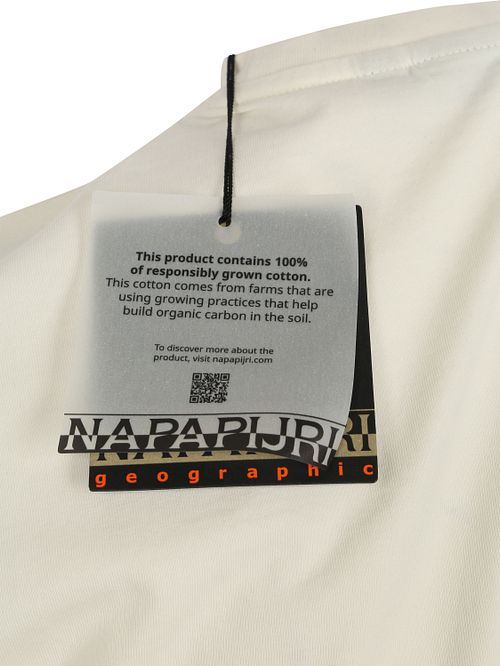 This product contains 100%
of responsibly grown cotton.
This cotton comes from farms that are
using growing practices that help
build organic carbon in the soil.
To discover more about the
product, visit napapijri.com
NAPAPIJRI
NAPAPIJRI
geographic